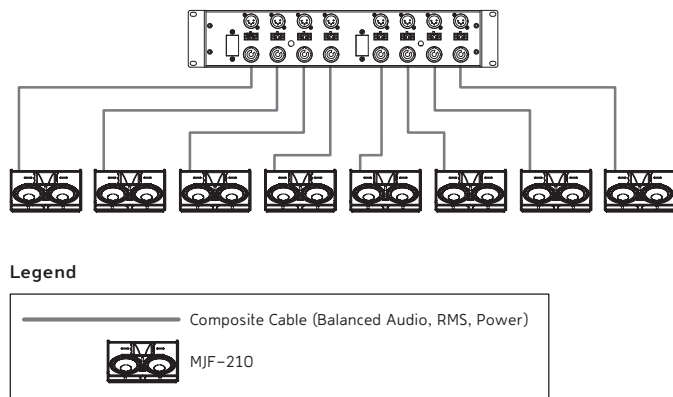 Legend
Composite Cable (Balanced Audio, RMS, Power)
MJF-210